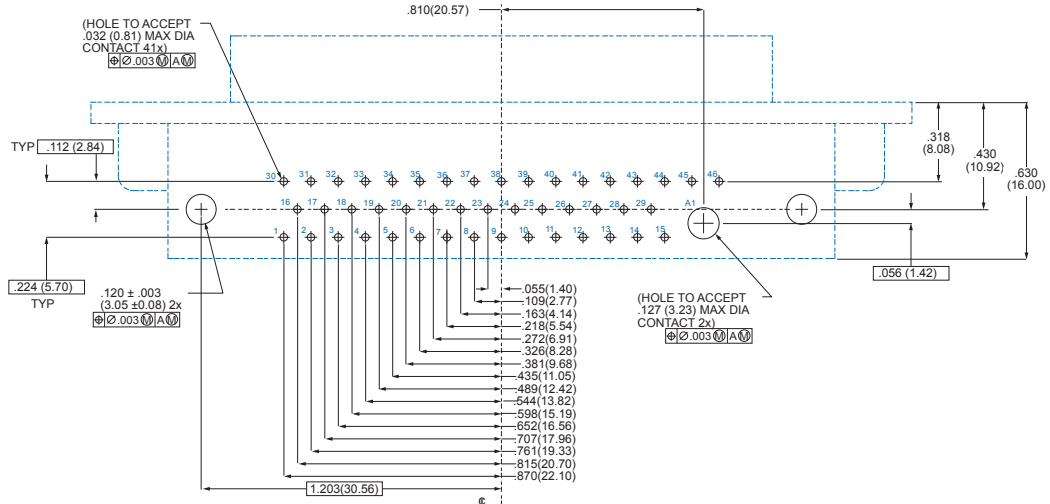 .810(20.57)
(HOLE TO ACCEPT
.032 (0.81) MAX DIA
CONTACT 41x)
⌖ Ø.003 Ⓜ A Ⓜ
TYP .112 (2.84)
.318
(8.08)
.430
(10.92)
.630
(16.00)
30 31 32 33 34 35 36 37 38 39 40 41 42 43 44 45 46
16 17 18 19 20 21 22 23 24 25 26 27 28 29 A1
1 2 3 4 5 6 7 8 9 10 11 12 13 14 15
.224 (5.70)
TYP
.120 ± .003
(3.05 ±0.08) 2x
⌖ Ø.003 Ⓜ A Ⓜ
.056 (1.42)
(HOLE TO ACCEPT
.127 (3.23) MAX DIA
CONTACT 2x)
⌖ Ø.003 Ⓜ A Ⓜ
.055(1.40)
.109(2.77)
.163(4.14)
.218(5.54)
.272(6.91)
.326(8.28)
.381(9.68)
.435(11.05)
.489(12.42)
.544(13.82)
.598(15.19)
.652(16.56)
.707(17.96)
.761(19.33)
.815(20.70)
.870(22.10)
1.203(30.56)
℄